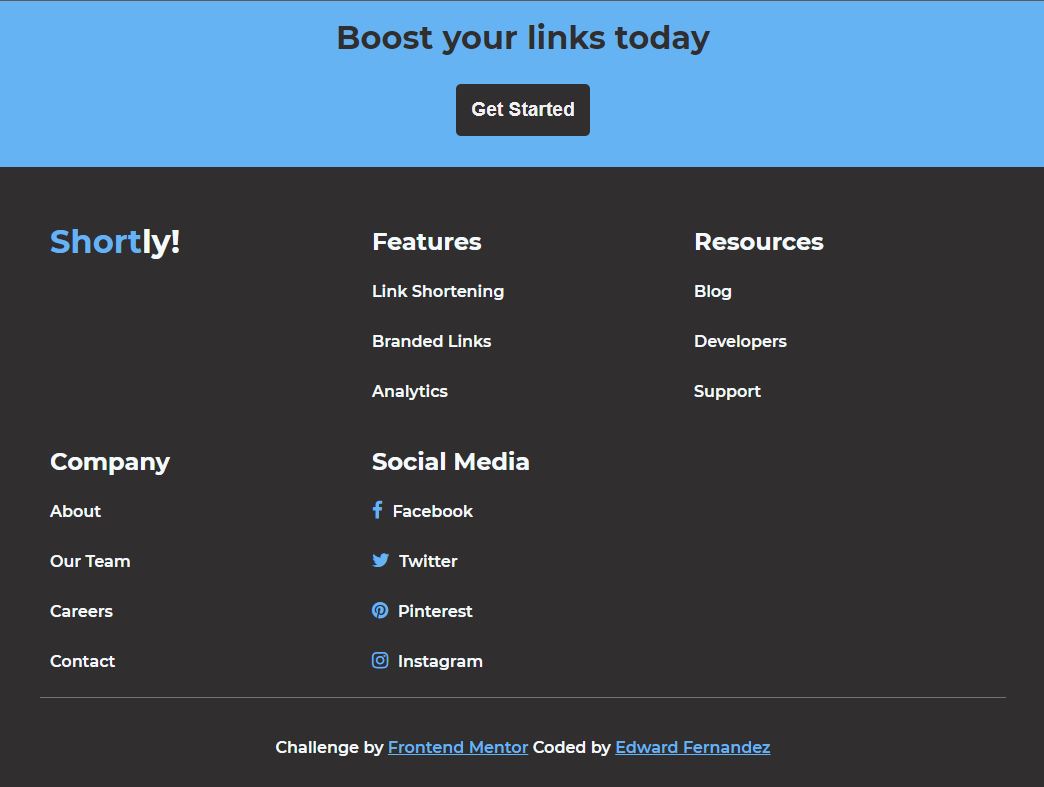 Boost your links today
Get Started
Shortly!
Features
Link Shortening
Branded Links
Analytics
Resources
Blog
Developers
Support
Company
About
Our Team
Careers
Contact
Social Media
Facebook
Twitter
Pinterest
Instagram
Challenge by Frontend Mentor Coded by Edward Fernandez